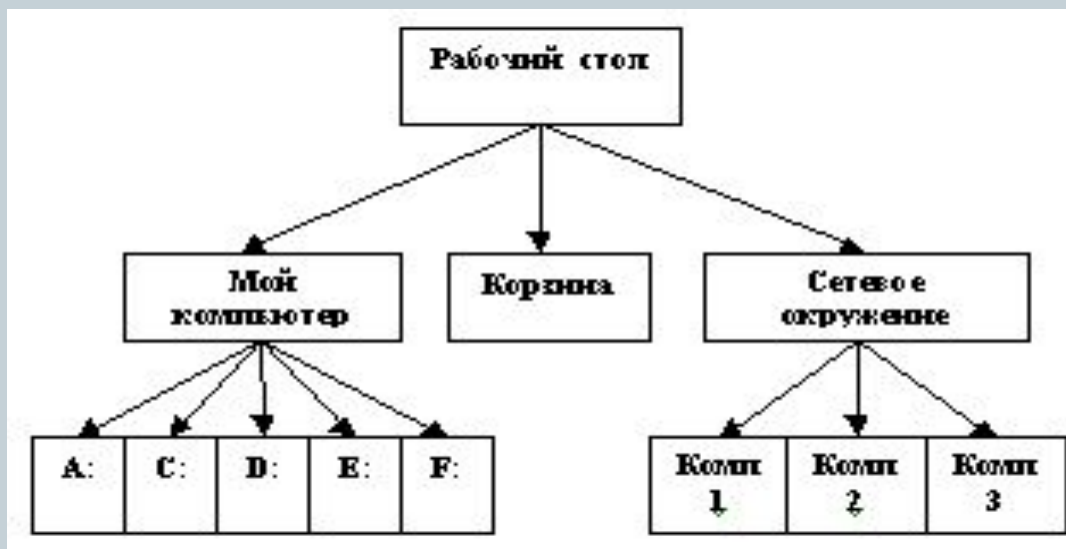 Рабочий стол
Мой
компьютер
Корзина
Сетевое
окружение
A:
C:
D:
E:
F:
Комп
1
Комп
2
Комп
3